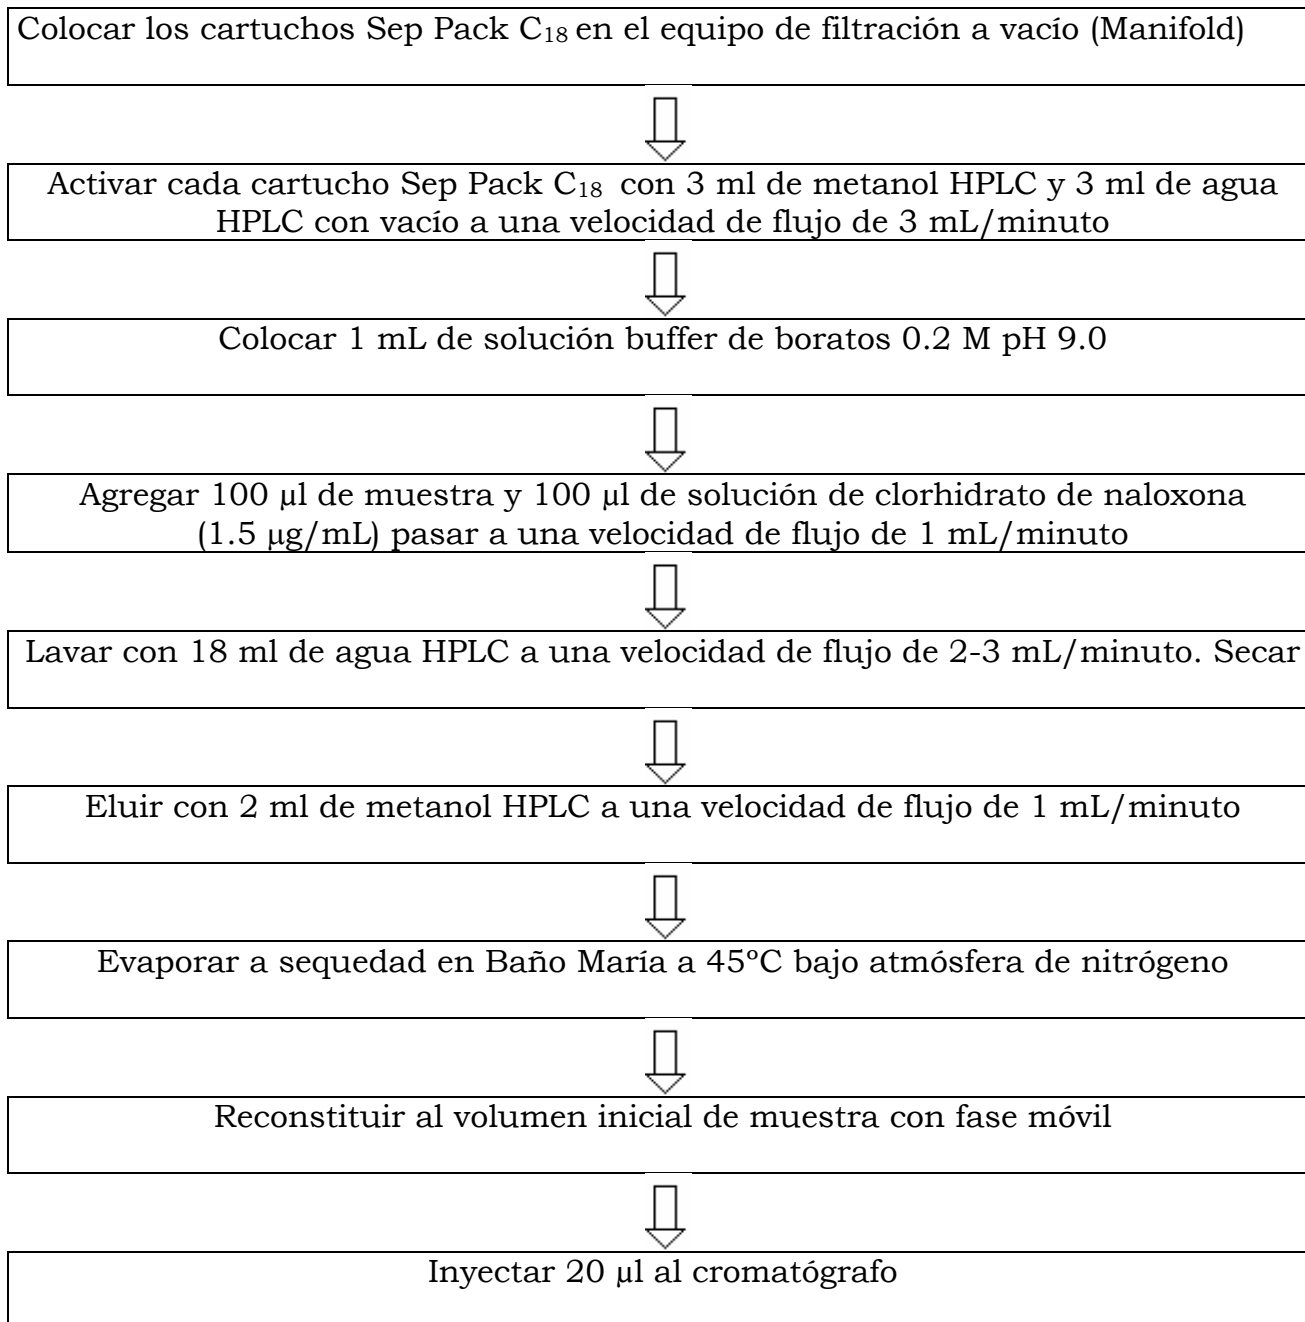 Colocar los cartuchos Sep Pack C₁₈ en el equipo de filtración a vacío (Manifold)
Activar cada cartucho Sep Pack C₁₈ con 3 ml de metanol HPLC y 3 ml de agua
HPLC con vacío a una velocidad de flujo de 3 mL/minuto
Colocar 1 mL de solución buffer de boratos 0.2 M pH 9.0
Agregar 100 µl de muestra y 100 µl de solución de clorhidrato de naloxona
(1.5 µg/mL) pasar a una velocidad de flujo de 1 mL/minuto
Lavar con 18 ml de agua HPLC a una velocidad de flujo de 2-3 mL/minuto. Secar
Eluir con 2 ml de metanol HPLC a una velocidad de flujo de 1 mL/minuto
Evaporar a sequedad en Baño María a 45ºC bajo atmósfera de nitrógeno
Reconstituir al volumen inicial de muestra con fase móvil
Inyectar 20 µl al cromatógrafo